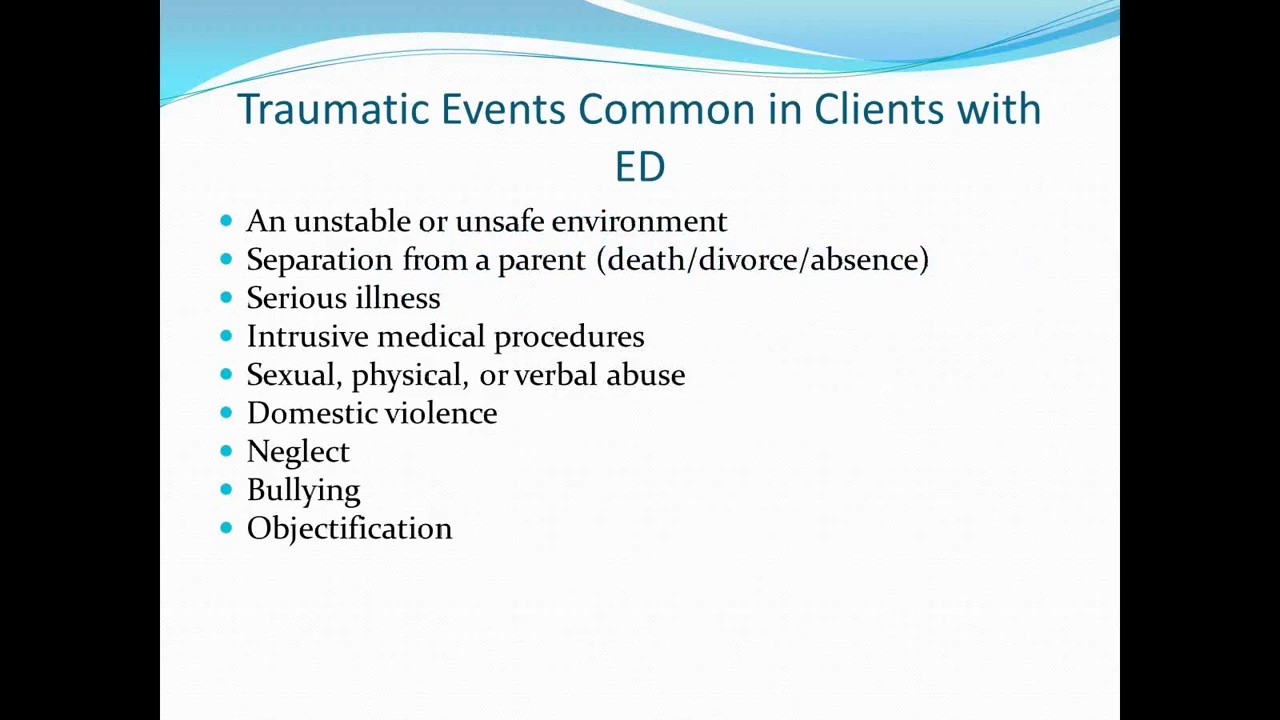 Traumatic Events Common in Clients with
ED
• An unstable or unsafe environment
• Separation from a parent (death/divorce/absence)
• Serious illness
• Intrusive medical procedures
• Sexual, physical, or verbal abuse
• Domestic violence
• Neglect
• Bullying
• Objectification